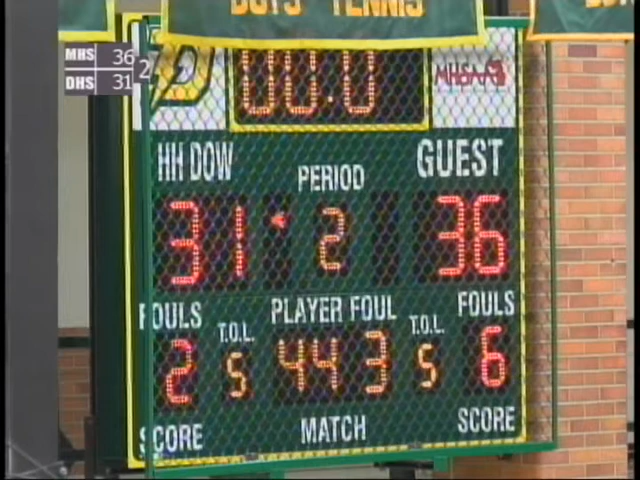 BOYS TENNIS
MHS 36
DHS 31
2
D
00.0
MHSAA
HH DOW
PERIOD
GUEST
31 2 36
FOULS
T.O.L.
PLAYER FOUL
T.O.L.
FOULS
2 5 44 3 5 6
SCORE
MATCH
SCORE